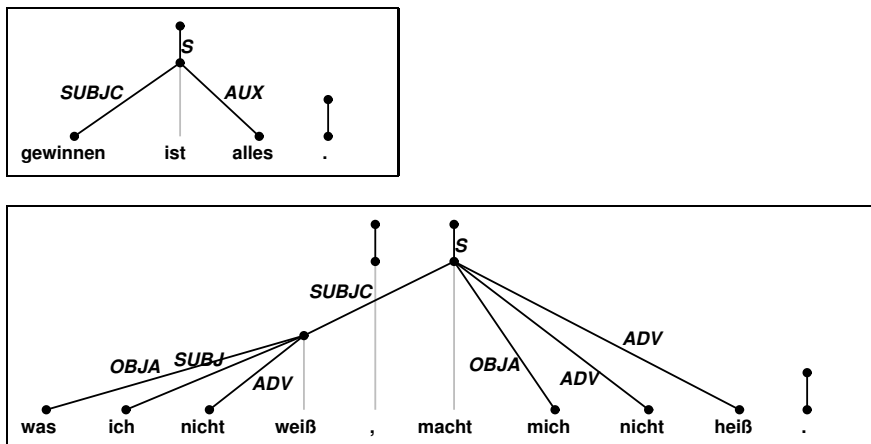 S
SUBJC AUX
gewinnen ist alles .
S
SUBJC
ADV
OBJA SUBJ OBJA
ADV ADV
was ich nicht weiß , macht mich nicht heiß .